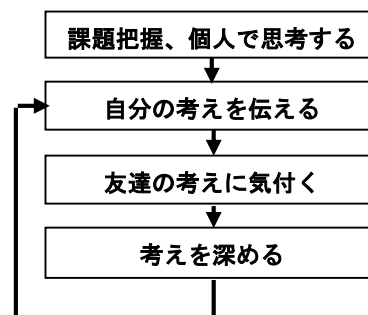 課題把握、個人で思考する
自分の考えを伝える
友達の考えに気付く
考えを深める